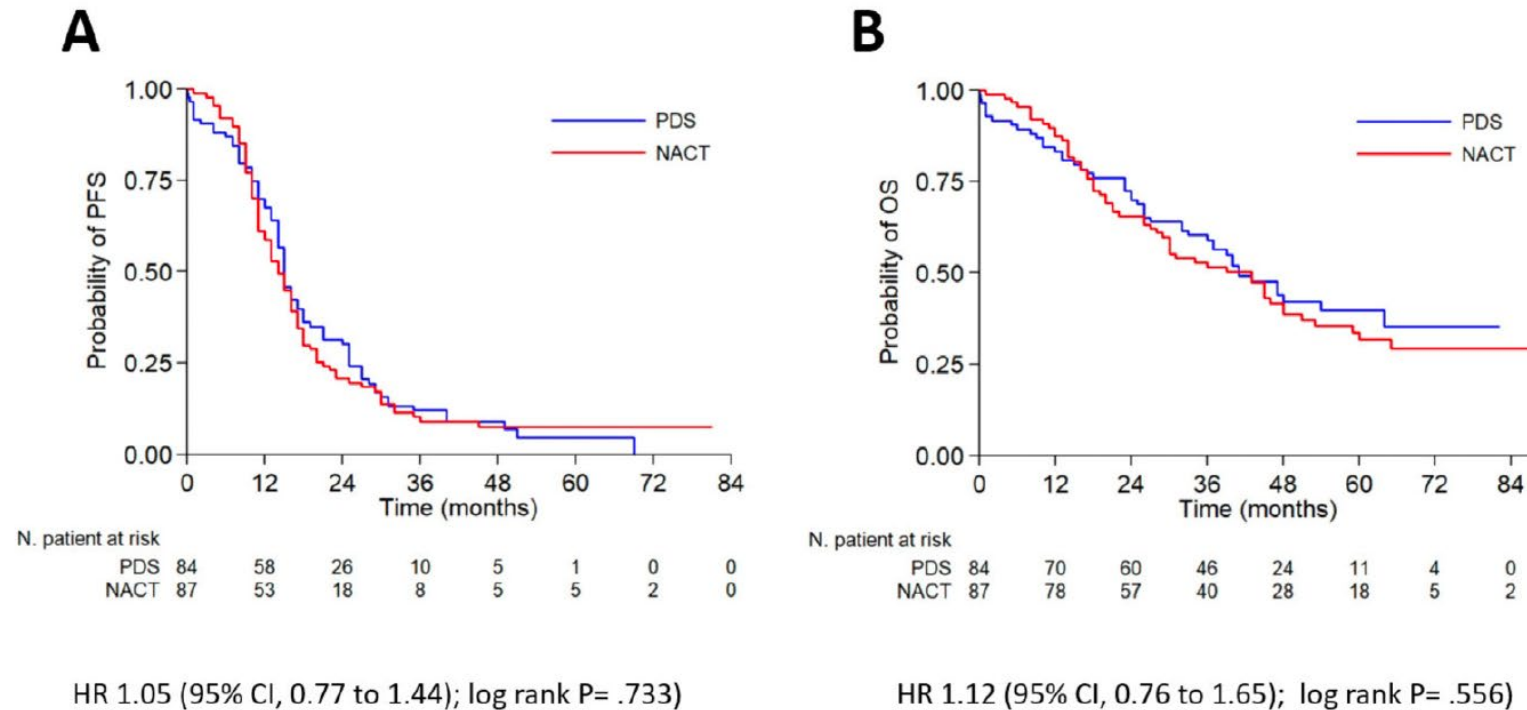 A
1.00
0.75
0.50
0.25
0.00
Probability of PFS
PDS
NACT
0 12 24 36 48 60 72 84
Time (months)
N. patient at risk
PDS 84 58 26 10 5 1 0 0
NACT 87 53 18 8 5 5 2 0
HR 1.05 (95% CI, 0.77 to 1.44); log rank P= .733)
B
1.00
0.75
0.50
0.25
0.00
Probability of OS
PDS
NACT
0 12 24 36 48 60 72 84
Time (months)
N. patient at risk
PDS 84 70 60 46 24 11 4 0
NACT 87 78 57 40 28 18 5 2
HR 1.12 (95% CI, 0.76 to 1.65); log rank P= .556)